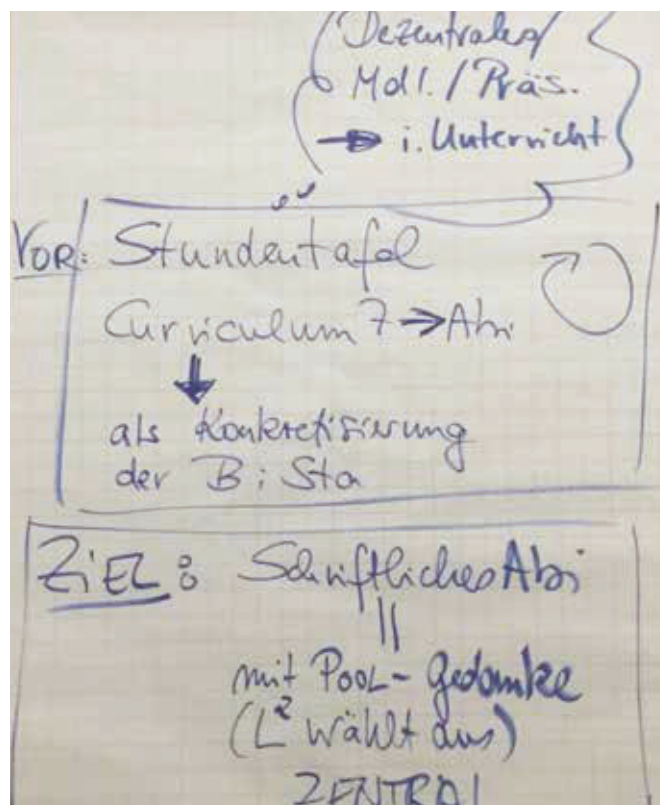 Dezentrales
Mdl. / Präs.
→ i. Unterricht
VOR: Stundentafel
Curriculum 7 → Abi
als Konkretisierung
der BiSta
ZiEL: Schriftliches Abi
mit POOL - Gedanke
(L² wählt aus)
ZENTRAL